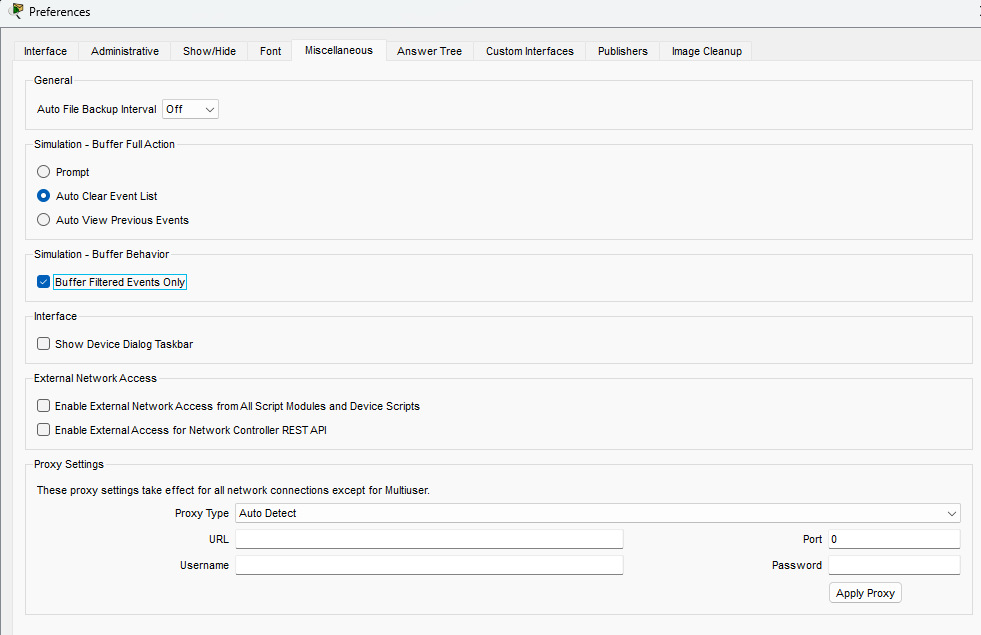 Preferences
Interface Administrative Show/Hide Font Miscellaneous Answer Tree Custom Interfaces Publishers Image Cleanup
General
Auto File Backup Interval Off
Simulation - Buffer Full Action
Prompt
Auto Clear Event List
Auto View Previous Events
Simulation - Buffer Behavior
Buffer Filtered Events Only
Interface
Show Device Dialog Taskbar
External Network Access
Enable External Network Access from All Script Modules and Device Scripts
Enable External Access for Network Controller REST API
Proxy Settings
These proxy settings take effect for all network connections except for Multiuser.
Proxy Type Auto Detect
URL Port 0
Username Password
Apply Proxy